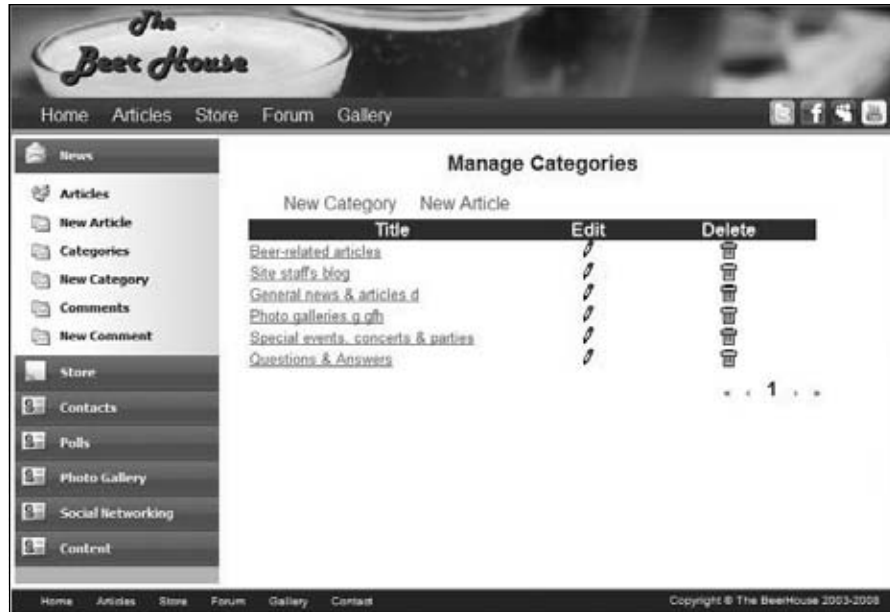 The
Beer House
Home Articles Store Forum Gallery
News
Articles
New Article
Categories
New Category
Comments
New Comment
Store
Contacts
Polls
Photo Gallery
Social Networking
Content
Manage Categories
New Category New Article
Title Edit Delete
Beer-related articles
Site staff's blog
General news & articles d
Photo galleries g gfh
Special events, concerts & parties
Questions & Answers
« ‹ 1 › »
Home Articles Store Forum Gallery Contact
Copyright © The BeerHouse 2003-2008